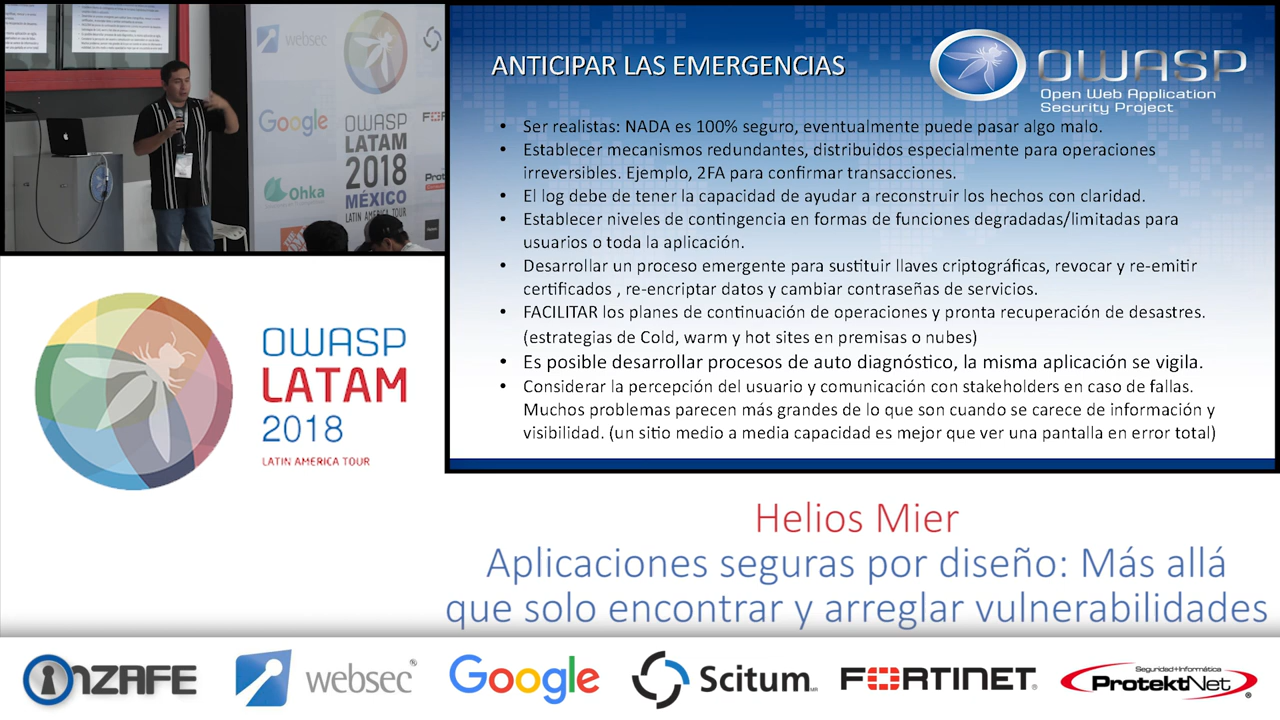 websec
Google
OWASP
LATAM
2018
MÉXICO
LATIN AMERICA TOUR
Ohka
ANTICIPAR LAS EMERGENCIAS
OWASP
Open Web Application
Security Project
• Ser realistas: NADA es 100% seguro, eventualmente puede pasar algo malo.
• Establecer mecanismos redundantes, distribuidos especialmente para operaciones
irreversibles. Ejemplo, 2FA para confirmar transacciones.
• El log debe de tener la capacidad de ayudar a reconstruir los hechos con claridad.
• Establecer niveles de contingencia en formas de funciones degradadas/limitadas para
usuarios o toda la aplicación.
• Desarrollar un proceso emergente para sustituir llaves criptográficas, revocar y re-emitir
certificados , re-encriptar datos y cambiar contraseñas de servicios.
• FACILITAR los planes de continuación de operaciones y pronta recuperación de desastres.
(estrategias de Cold, warm y hot sites en premisas o nubes)
• Es posible desarrollar procesos de auto diagnóstico, la misma aplicación se vigila.
• Considerar la percepción del usuario y comunicación con stakeholders en caso de fallas.
Muchos problemas parecen más grandes de lo que son cuando se carece de información y
visibilidad. (un sitio medio a media capacidad es mejor que ver una pantalla en error total)
OWASP
LATAM
2018
LATIN AMERICA TOUR
Helios Mier
Aplicaciones seguras por diseño: Más allá
que solo encontrar y arreglar vulnerabilidades
INZAFE
websec®
Google
Scitum MR
FORTINET®
Seguridad+Informática
ProtektNet®